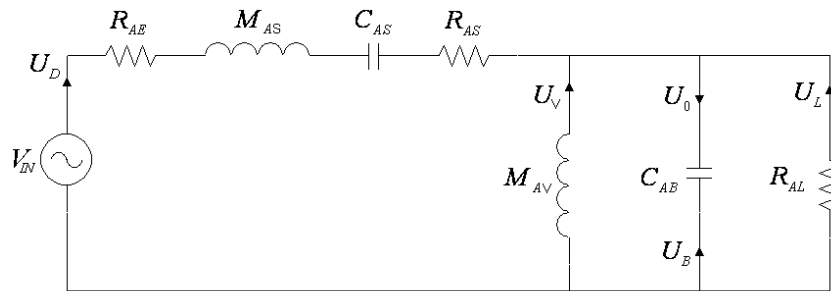 R_AE
M_AS
C_AS
R_AS
U_D
U_V
U_0
U_L
V_IN
M_AV
C_AB
R_AL
U_B